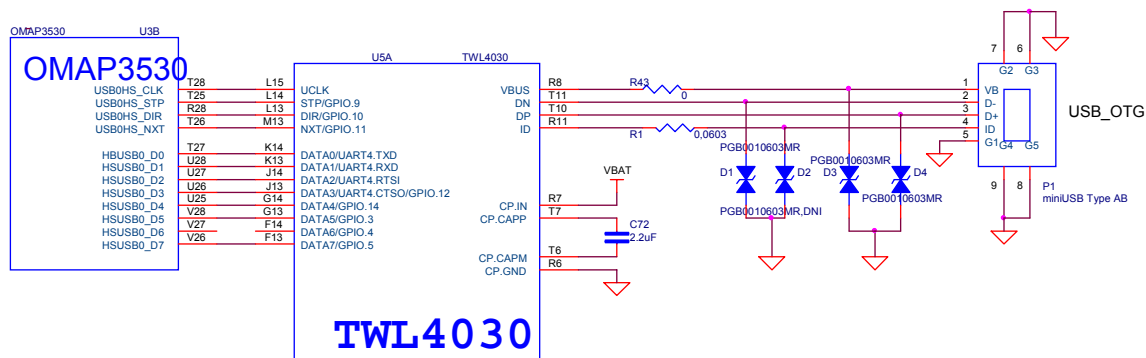 OMAP3530 U3B
OMAP3530
USB0HS_CLK T28
USB0HS_STP T25
USB0HS_DIR R28
USB0HS_NXT T26
HBUSB0_D0 T27
HSUSB0_D1 U28
HSUSB0_D2 U27
HSUSB0_D3 U26
HSUSB0_D4 U25
HSUSB0_D5 V28
HSUSB0_D6 V27
HSUSB0_D7 V26
U5A TWL4030
L15 UCLK
L14 STP/GPIO.9
L13 DIR/GPIO.10
M13 NXT/GPIO.11
K14 DATA0/UART4.TXD
K13 DATA1/UART4.RXD
J14 DATA2/UART4.RTSI
J13 DATA3/UART4.CTSO/GPIO.12
G14 DATA4/GPIO.14
G13 DATA5/GPIO.3
F14 DATA6/GPIO.4
F13 DATA7/GPIO.5
VBUS R8
DN T11
DP T10
ID R11
CP.IN R7
CP.CAPP T7
CP.CAPM T6
CP.GND R6
TWL4030
R43 0
R1 0,0603
VBAT
C72
2.2uF
PGB0010603MR
D1 D2
PGB0010603MR,DNI
PGB0010603MR
D3 D4
PGB0010603MR
7 6
G2 G3
1 VB
2 D-
3 D+
4 ID
5 G1
G4 G5
9 8
USB_OTG
P1
miniUSB Type AB